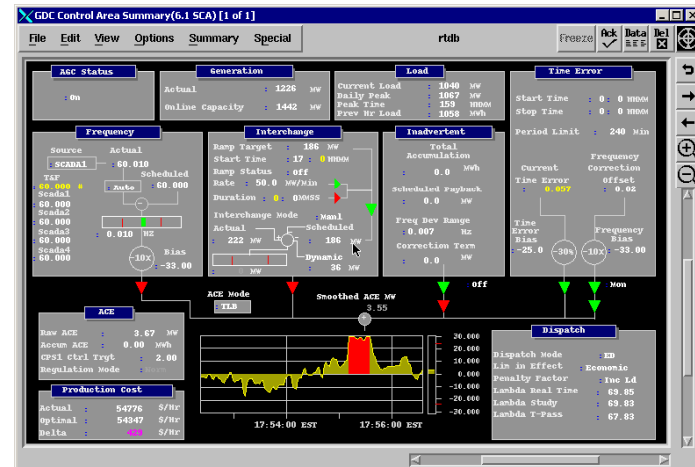 GDC Control Area Summary(6.1 SCA) [1 of 1]
File Edit View Options Summary Special rtdb Freeze Ack Data Del
AGC Status
: On
Generation
Actual : 1226 MW
Online Capacity : 1442 MW
Load
Current Load : 1040 MW
Daily Peak : 1067 MW
Peak Time : 159 HHMM
Prev Hr Load : 1058 MWh
Time Error
Start Time : 0: 0 HHMM
Stop Time : 0: 0 HHMM
Period Limit : 240 Min
Current Time Error : 0.057
Frequency Correction Offset : 0.02
Time Error Bias : -25.0
-30%
-10x
Frequency Bias : -33.00
: Mon
Frequency
Source Actual
: SCADA1 : 60.010
T&F
: 60.000
Scada1
: 60.000
Scada2
: 60.000
Scada3
: 60.000
Scada4
: 60.000
: Auto
Scheduled
: 60.000
: 0.010 HZ
-10x
Bias
: -33.00
Interchange
Ramp Target : 186 MW
Start Time : 17 : 0 HHMM
Ramp Status : Off
Rate : 50.0 MW/Min
Duration : 0: 0 MMSS
Interchange Mode : Manl
Actual
: 222 MW
Scheduled
: 186 MW
Dynamic
: 36 MW
: 0 MW
Inadvertent
Total
Accumulation
: 0.0 MWh
Scheduled Payback
: 0.0 MW
Freq Dev Range
: 0.007 Hz
Correction Term
: 0.0 MW
: Off
ACE Mode
: TLB
Smoothed ACE MW
3.55
ACE
Raw ACE : 3.67 MW
Accum ACE : 0.00 MWh
CPS1 Ctrl Trgt : 2.00
Regulation Mode :
Production Cost
Actual : 54776 $/Hr
Optimal : 54347 $/Hr
Delta : 429 $/Hr
30.000
20.000
10.000
0.000
-10.000
-20.000
-30.000
17:54:00 EST 17:56:00 EST
Dispatch
Dispatch Mode : ED
Lim in Effect : Economic
Penalty Factor : Inc Ld
Lambda Real Time : 69.85
Lambda Study : 69.83
Lambda T-Pass : 67.83